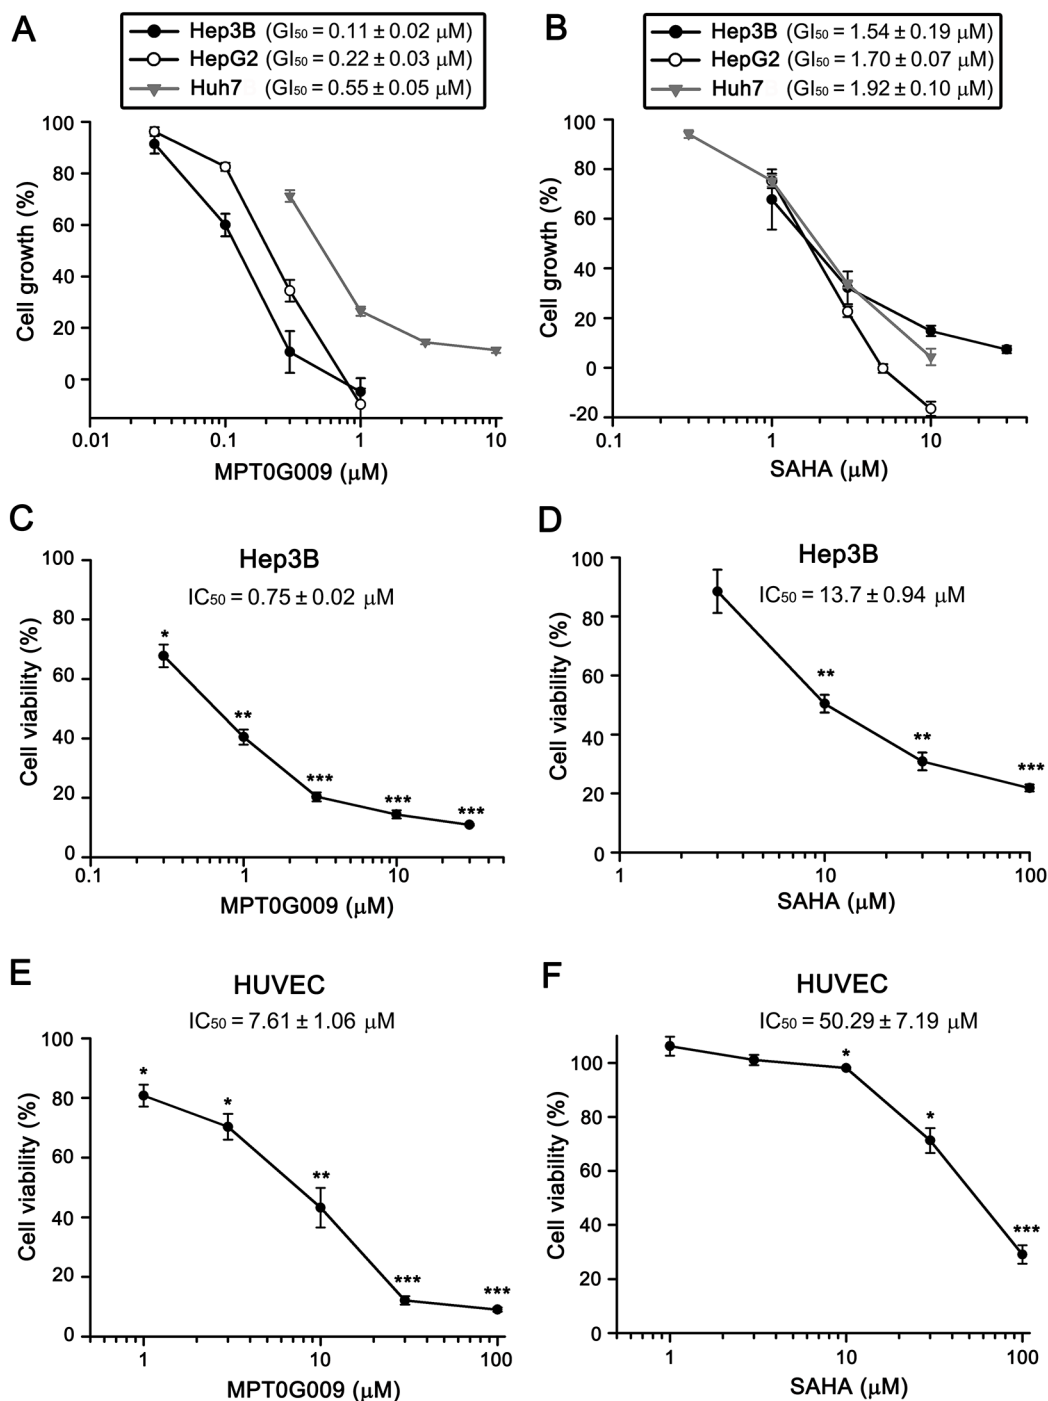 A
Hep3B (GI50 = 0.11 ± 0.02 μM)
HepG2 (GI50 = 0.22 ± 0.03 μM)
Huh7 (GI50 = 0.55 ± 0.05 μM)
100
80
60
40
20
0
Cell growth (%)
0.01 0.1 1 10
MPT0G009 (μM)
B
Hep3B (GI50 = 1.54 ± 0.19 μM)
HepG2 (GI50 = 1.70 ± 0.07 μM)
Huh7 (GI50 = 1.92 ± 0.10 μM)
100
80
60
40
20
0
-20
Cell growth (%)
0.1 1 10
SAHA (μM)
C
Hep3B
IC50 = 0.75 ± 0.02 μM
100
80
60
40
20
0
Cell viability (%)
* ** *** *** ***
0.1 1 10
MPT0G009 (μM)
D
Hep3B
IC50 = 13.7 ± 0.94 μM
100
80
60
40
20
0
Cell viability (%)
** ** ***
1 10 100
SAHA (μM)
E
HUVEC
IC50 = 7.61 ± 1.06 μM
100
80
60
40
20
0
Cell viability (%)
* * ** *** ***
1 10 100
MPT0G009 (μM)
F
HUVEC
IC50 = 50.29 ± 7.19 μM
100
80
60
40
20
0
Cell viability (%)
* * ***
1 10 100
SAHA (μM)